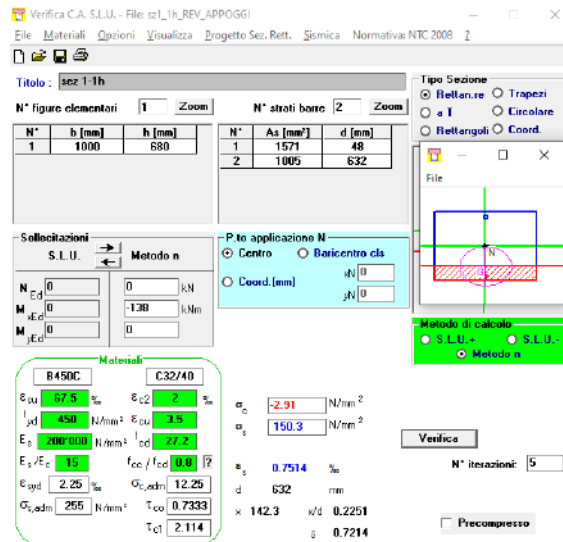 Verifica C.A. S.L.U. - File: sz1_1h_REV_APPOGGI
File Materiali Opzioni Visualizza Progetto Sez. Rett. Sismica Normativa: NTC 2008 ?
Titolo : sez 1-1h
N° figure elementari 1 Zoom
N° strati barre 2 Zoom
N° b [mm] h [mm]
1 1000 680
N° As [mm²] d [mm]
1 1571 48
2 1005 632
Tipo Sezione
Rettan.re Trapezi
a T Circolare
Rettangoli Coord.
File
N
G
Sollecitazioni
S.L.U. Metodo n
N Ed 0 0 kN
M xEd 0 -138 kNm
M yEd 0 0
P.to applicazione N
Centro Baricentro cls
Coord.[mm]
xN 0
yN 0
Metodo di calcolo
S.L.U.+ S.L.U.-
Metodo n
Materiali
B450C C32/40
εsu 67.5 ‰ εc2 2 ‰
fyd 450 N/mm² εcu 3.5
Es 200'000 N/mm² fcd 27.2
Es/Ec 15 fcc / fcd 0.8 ?
εsyd 2.25 ‰ σc,adm 12.25
σs,adm 255 N/mm² τco 0.7333
τc1 2.114
σc -2.91 N/mm²
σs 150.3 N/mm²
εs 0.7514 ‰
d 632 mm
x 142.3 x/d 0.2251
δ 0.7214
Verifica
N° iterazioni: 5
Precompresso